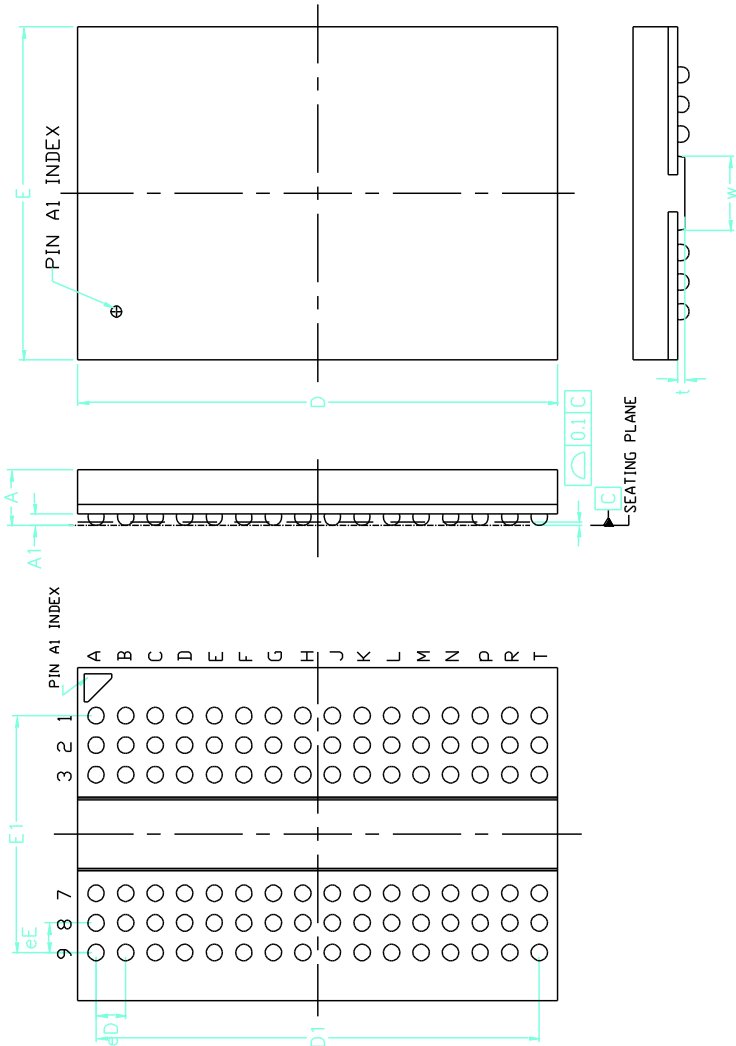 E
PIN A1 INDEX
D
w
t
A
A1
0.1 C
C
SEATING PLANE
PIN A1 INDEX
A B C D E F G H J K L M N P R T
1
2
3
7
8
9
E1
eE
eD
D1